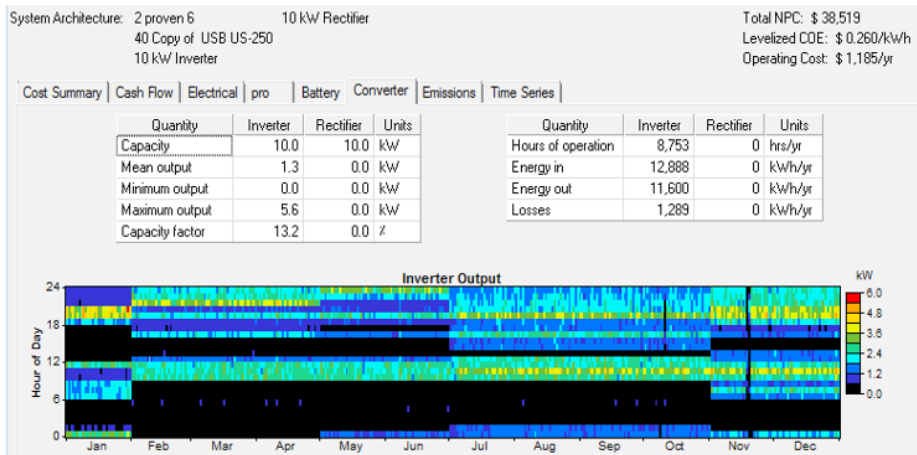 System Architecture: 2 proven 6 10 kW Rectifier Total NPC: $ 38,519
40 Copy of USB US-250 Levelized COE: $ 0.260/kWh
10 kW Inverter Operating Cost: $ 1,185/yr
Cost Summary Cash Flow Electrical pro Battery Converter Emissions Time Series
Quantity Inverter Rectifier Units
Capacity 10.0 10.0 kW
Mean output 1.3 0.0 kW
Minimum output 0.0 0.0 kW
Maximum output 5.6 0.0 kW
Capacity factor 13.2 0.0 %
Quantity Inverter Rectifier Units
Hours of operation 8,753 0 hrs/yr
Energy in 12,888 0 kWh/yr
Energy out 11,600 0 kWh/yr
Losses 1,289 0 kWh/yr
Inverter Output
Hour of Day
24
18
12
6
0
Jan Feb Mar Apr May Jun Jul Aug Sep Oct Nov Dec
kW
6.0
4.8
3.6
2.4
1.2
0.0